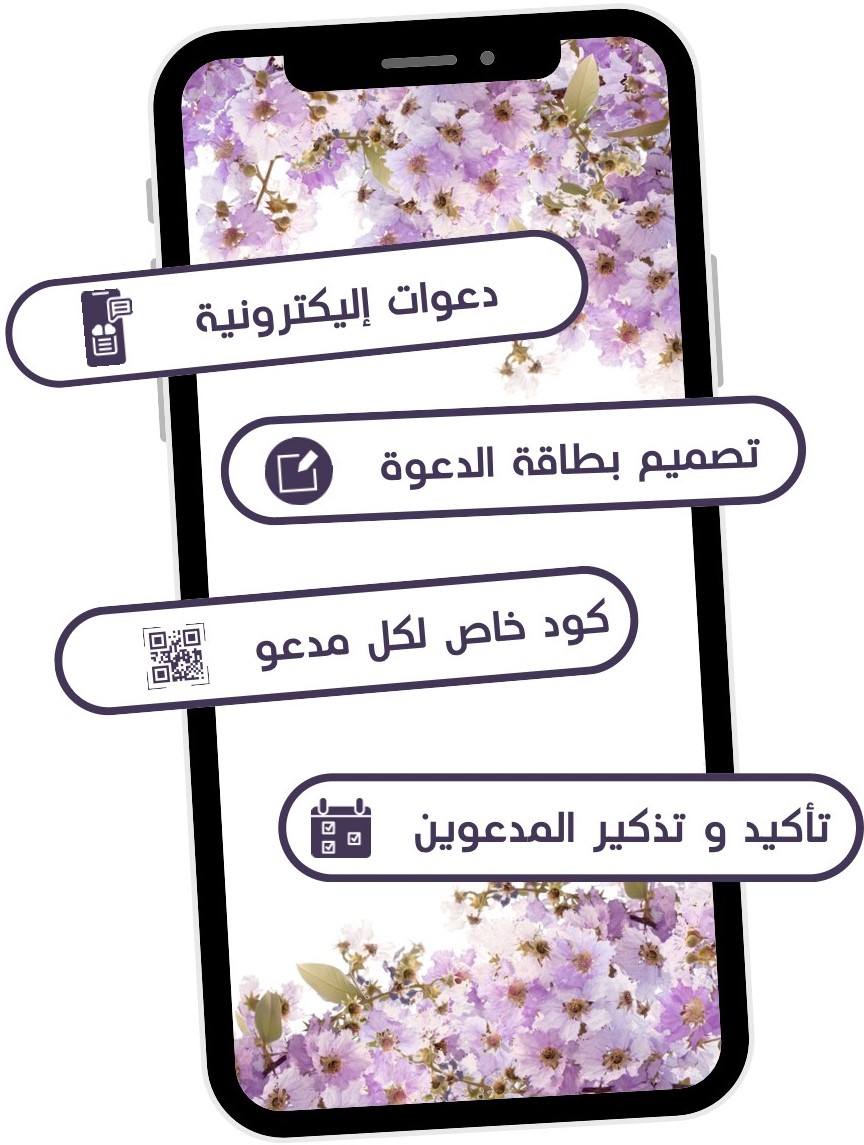 دعوات إليكترونية
تصميم بطاقة الدعوة
كود خاص لكل مدعو
تأكيد و تذكير المدعوين